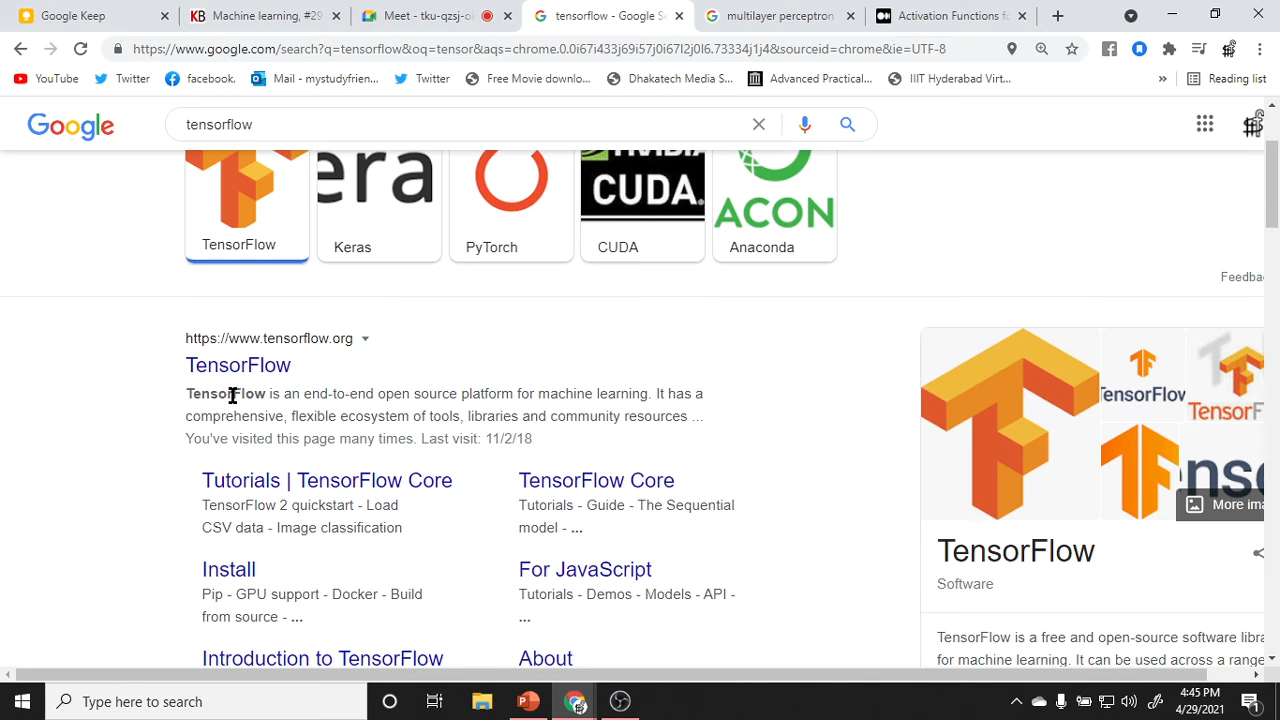 Google Keep
Machine learning, #29
Meet - tku-qzsj-o
tensorflow - Google Se
multilayer perceptron
Activation Functions fo
https://www.google.com/search?q=tensorflow&oq=tensor&aqs=chrome.0.0i67i433j69i57j0i67l2j0l6.73334j1j4&sourceid=chrome&ie=UTF-8
YouTube
Twitter
facebook.
Mail - mystudyfrien...
Twitter
Free Movie downlo...
Dhakatech Media S...
Advanced Practical...
IIIT Hyderabad Virt...
»
Reading list
Google
tensorflow
era
NVIDIA
CUDA.
ACON
TensorFlow
Keras
PyTorch
CUDA
Anaconda
Feedba
https://www.tensorflow.org
TensorFlow
TensorFlow is an end-to-end open source platform for machine learning. It has a
comprehensive, flexible ecosystem of tools, libraries and community resources ...
You've visited this page many times. Last visit: 11/2/18
Tutorials | TensorFlow Core
TensorFlow 2 quickstart - Load
CSV data - Image classification
TensorFlow Core
Tutorials - Guide - The Sequential
model - ...
Install
Pip - GPU support - Docker - Build
from source - ...
For JavaScript
Tutorials - Demos - Models - API -
...
Introduction to TensorFlow
About
TensorFlow
TensorF
More ima
TensorFlow
Software
TensorFlow is a free and open-source software libra
for machine learning. It can be used across a range
Type here to search
4:45 PM
4/29/2021